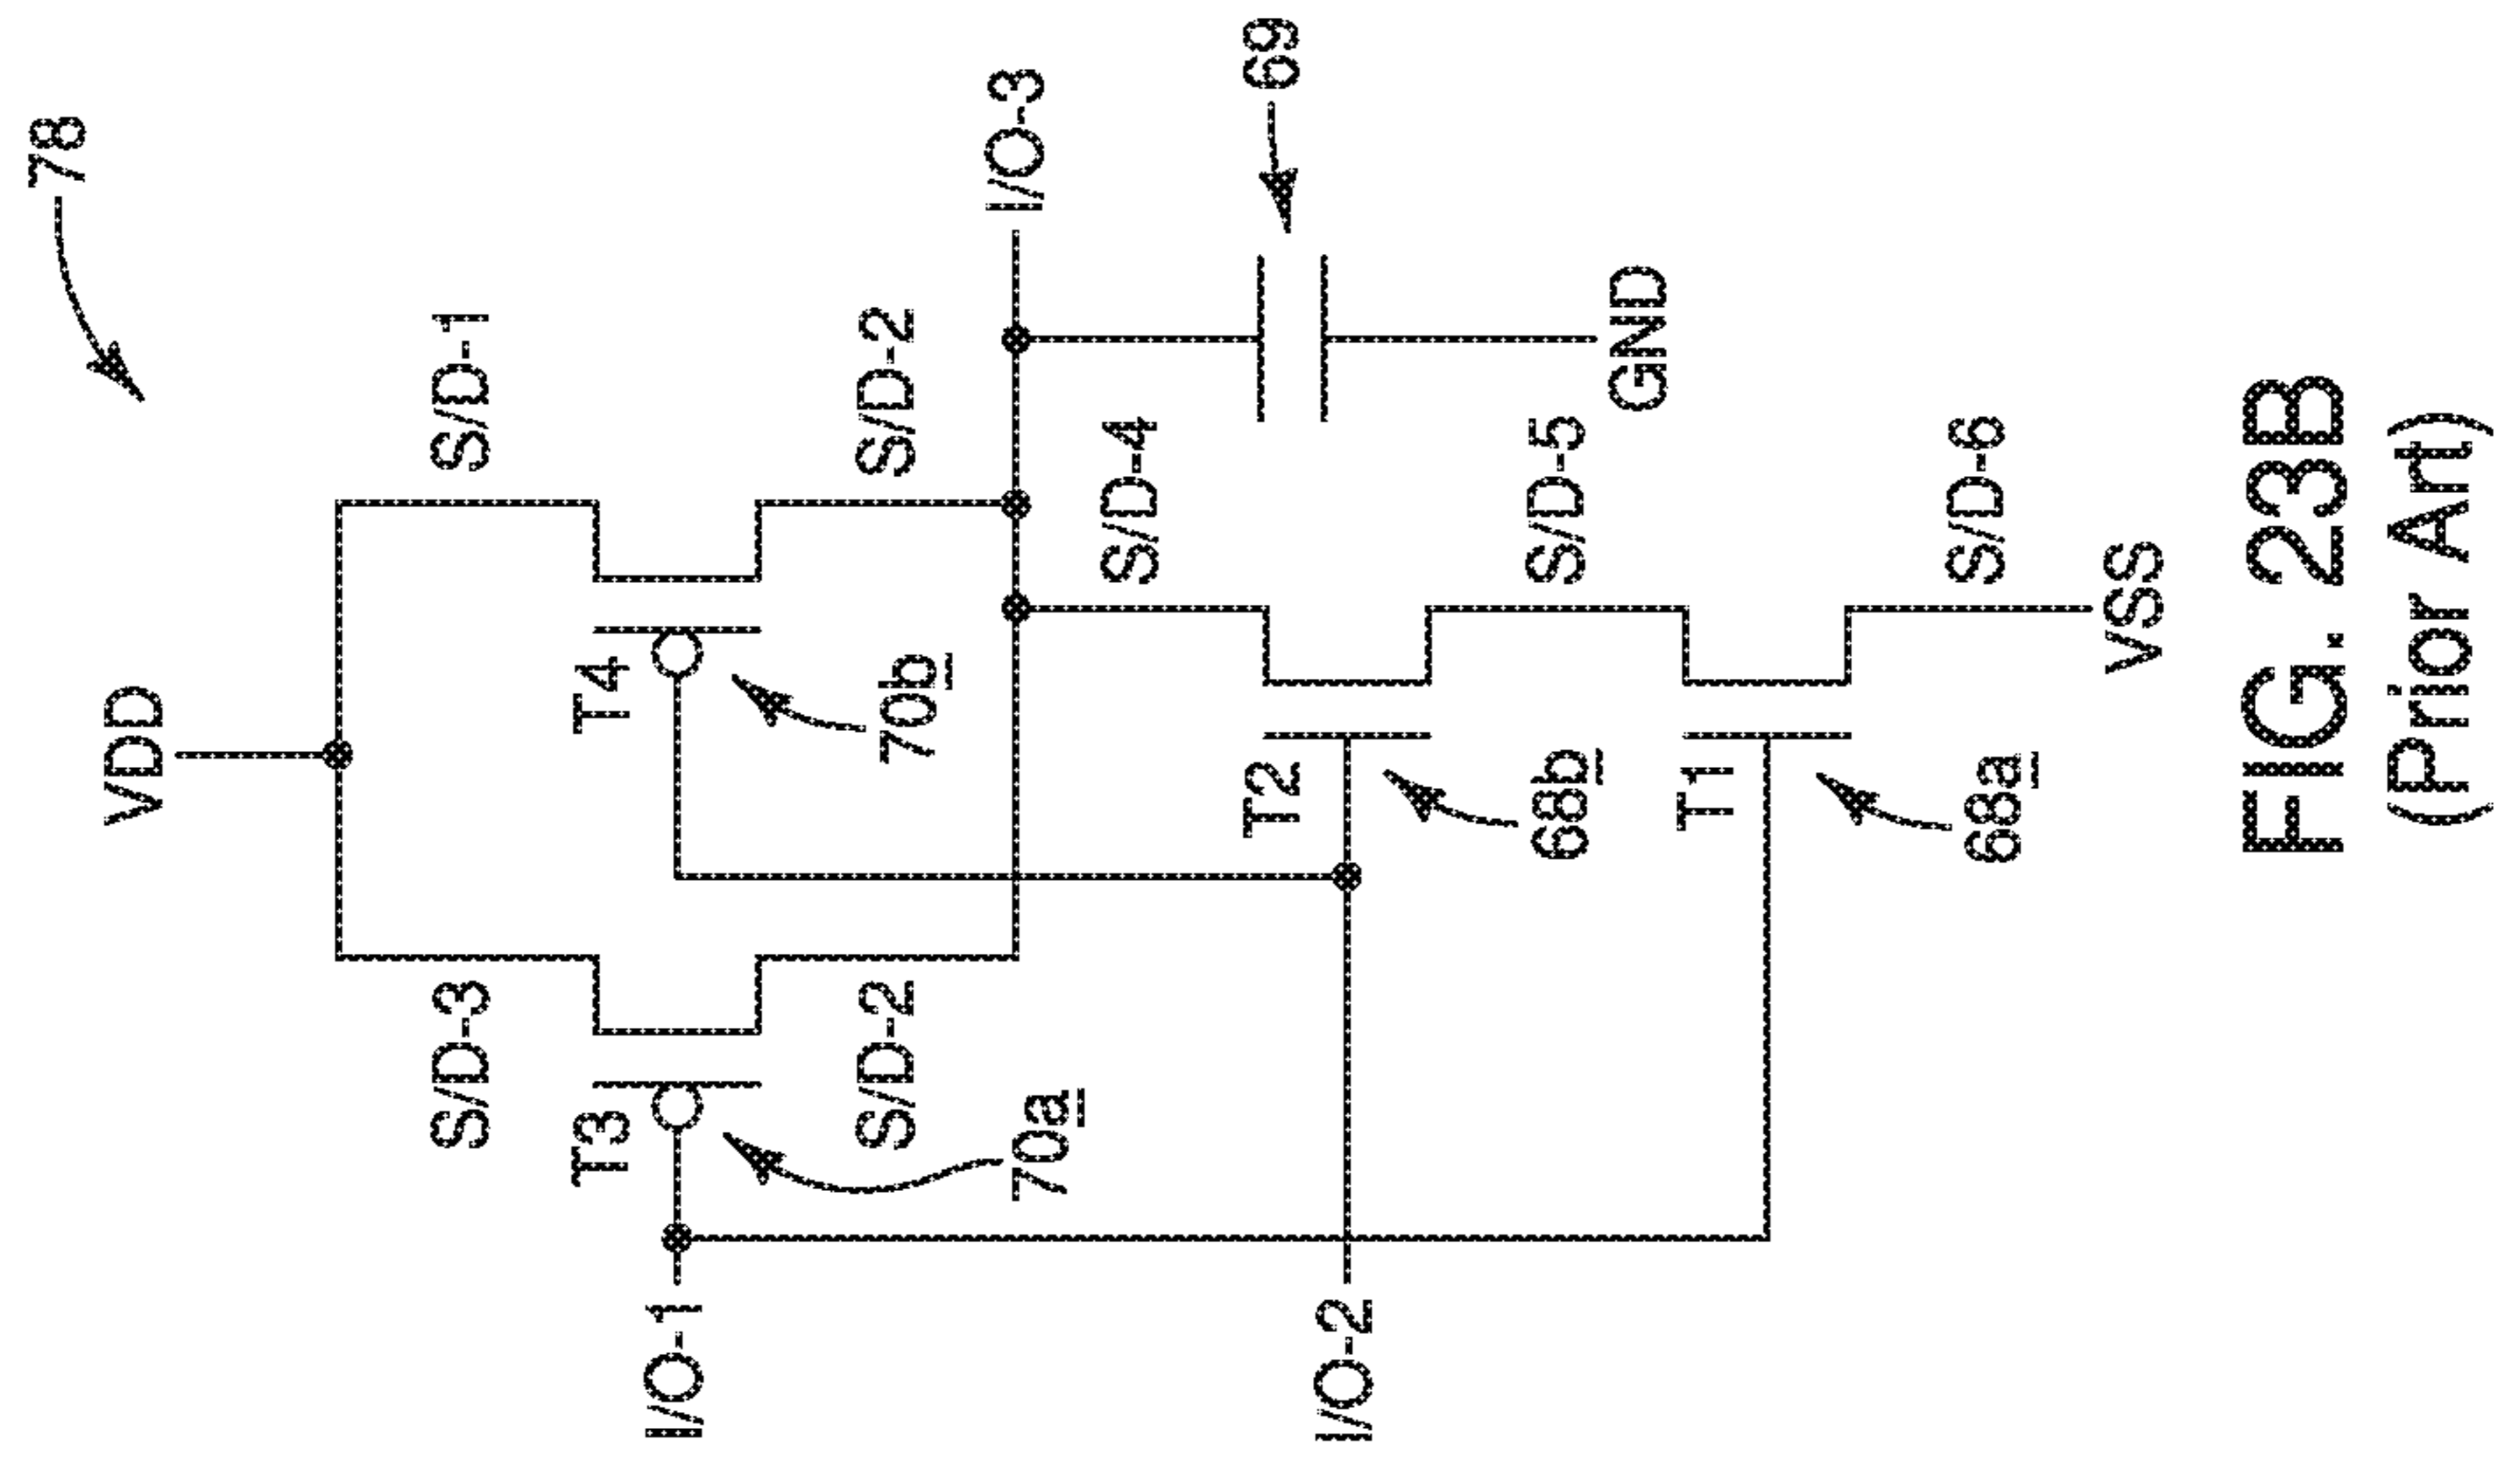 78
VDD
S/D-3
S/D-1
T3
T4
I/O-1
70b
S/D-2
S/D-2
70a
I/O-3
S/D-4
69
T2
I/O-2
68b
S/D-5
GND
T1
68a
S/D-6
VSS
FIG. 23B
(Prior Art)